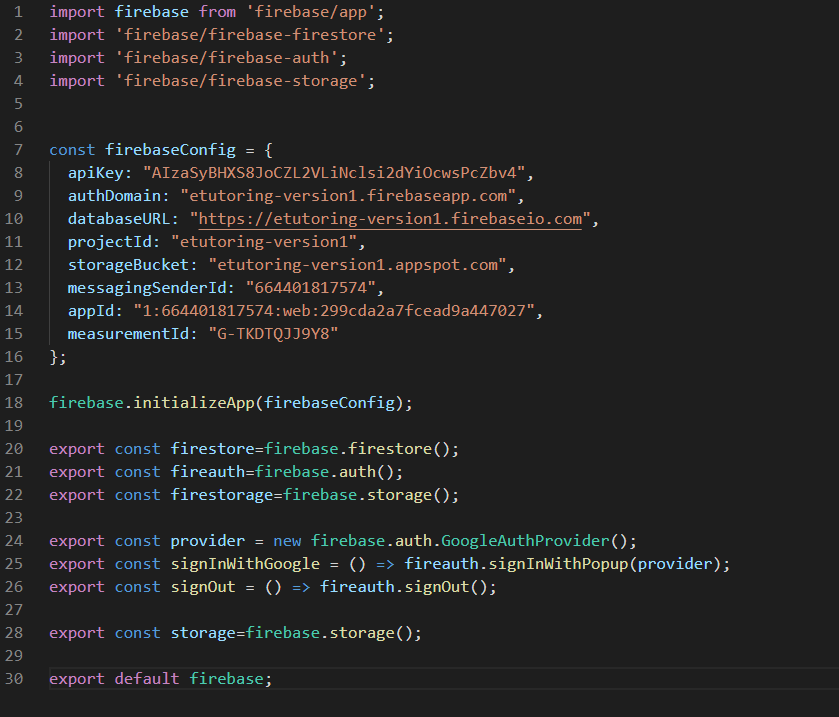 1 import firebase from 'firebase/app';
2 import 'firebase/firebase-firestore';
3 import 'firebase/firebase-auth';
4 import 'firebase/firebase-storage';
5
6
7 const firebaseConfig = {
8   apiKey: "AIzaSyBHXS8JoCZL2VLiNclsi2dYiOcwsPcZbv4",
9   authDomain: "etutoring-version1.firebaseapp.com",
10   databaseURL: "https://etutoring-version1.firebaseio.com",
11   projectId: "etutoring-version1",
12   storageBucket: "etutoring-version1.appspot.com",
13   messagingSenderId: "664401817574",
14   appId: "1:664401817574:web:299cda2a7fcead9a447027",
15   measurementId: "G-TKDTQJJ9Y8"
16 };
17
18 firebase.initializeApp(firebaseConfig);
19
20 export const firestore=firebase.firestore();
21 export const fireauth=firebase.auth();
22 export const firestorage=firebase.storage();
23
24 export const provider = new firebase.auth.GoogleAuthProvider();
25 export const signInWithGoogle = () => fireauth.signInWithPopup(provider);
26 export const signOut = () => fireauth.signOut();
27
28 export const storage=firebase.storage();
29
30 export default firebase;